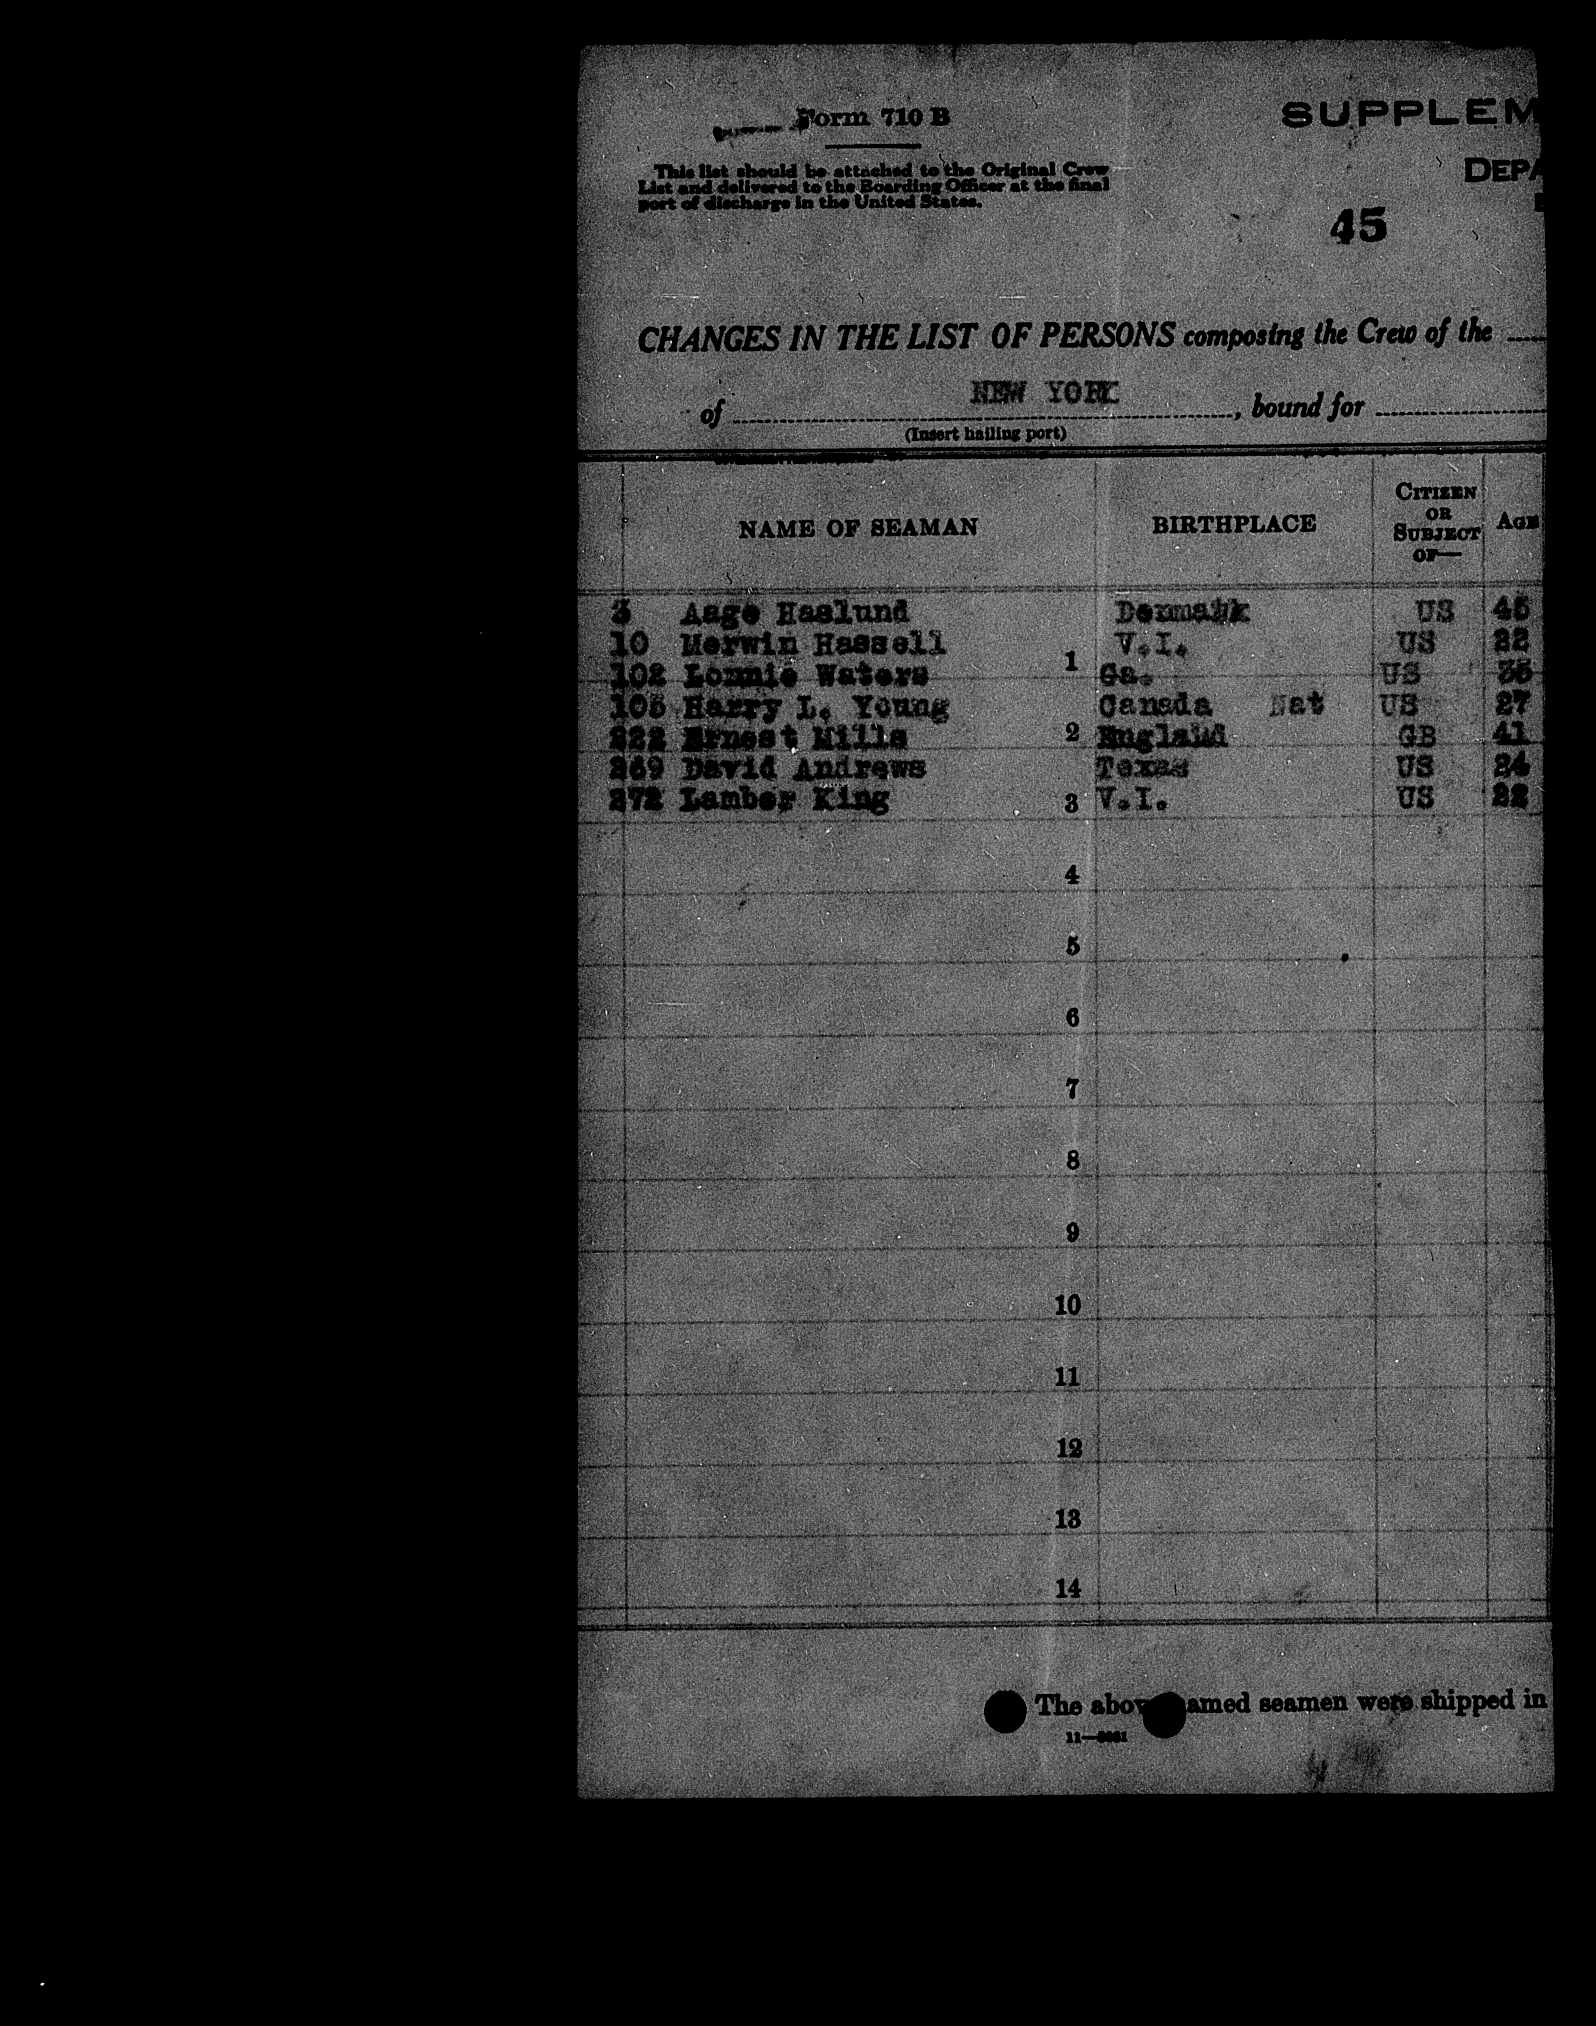 Form 710 B
SUPPLEM
This list should be attached to the Original Crew
List and delivered to the Boarding Officer at the final
port of discharge in the United States.
DEPA
45
CHANGES IN THE LIST OF PERSONS composing the Crew of the
of NEW YORK, bound for
(Insert hailing port)
NAME OF SEAMAN BIRTHPLACE CITIZEN OR SUBJECT OF— AGE
3 Aage Haslund Denmark US 45
10 Merwin Hassell V.I. US 22
1
102 Lonnie Waters Ga. US 35
105 Harry L. Young Canada Nat US 27
222 Ernest Mills 2 England GB 41
269 David Andrews Texas US 24
272 Lamber King 3 V.I. US 22
4
5
6
7
8
9
10
11
12
13
14
The above named seamen were shipped in